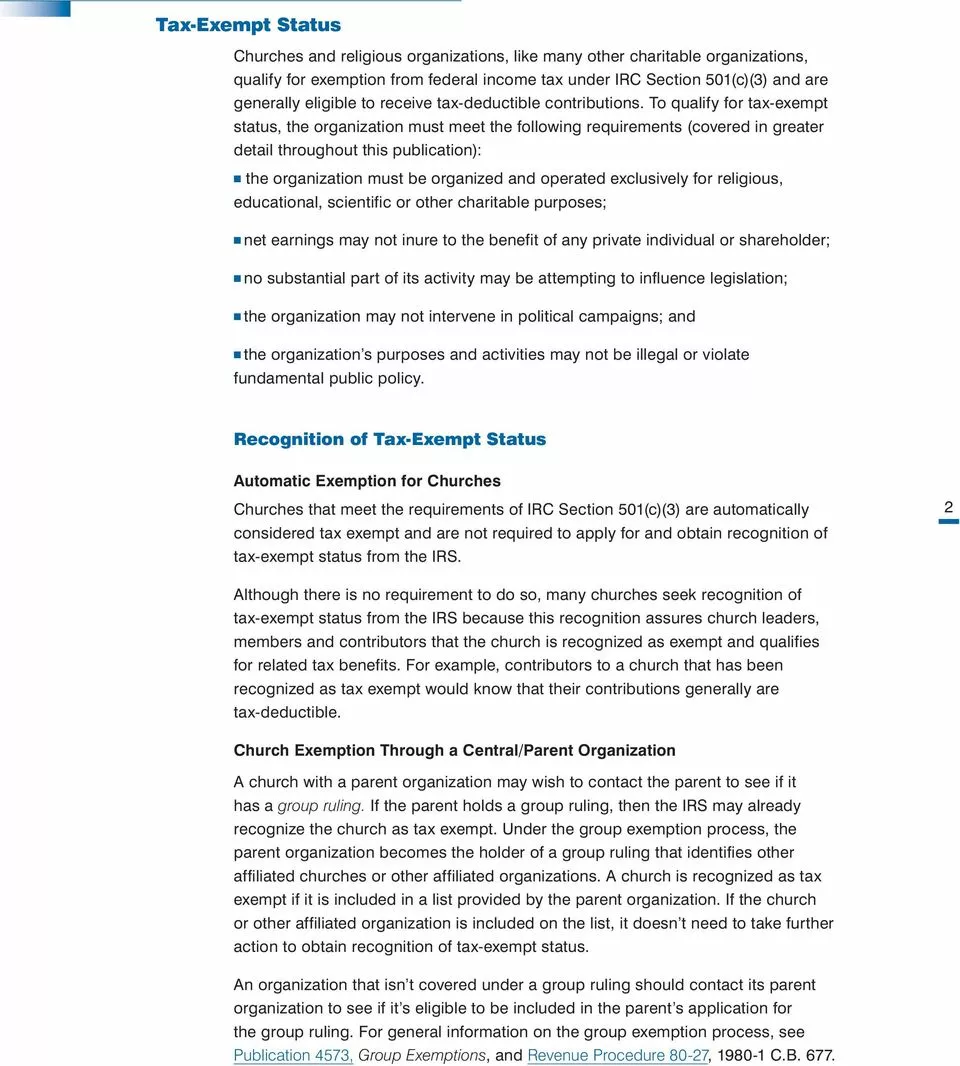 Tax-Exempt Status
Churches and religious organizations, like many other charitable organizations,
qualify for exemption from federal income tax under IRC Section 501(c)(3) and are
generally eligible to receive tax-deductible contributions. To qualify for tax-exempt
status, the organization must meet the following requirements (covered in greater
detail throughout this publication):
■ the organization must be organized and operated exclusively for religious,
educational, scientific or other charitable purposes;
■ net earnings may not inure to the benefit of any private individual or shareholder;
■ no substantial part of its activity may be attempting to influence legislation;
■ the organization may not intervene in political campaigns; and
■ the organization’s purposes and activities may not be illegal or violate
fundamental public policy.
Recognition of Tax-Exempt Status
Automatic Exemption for Churches
Churches that meet the requirements of IRC Section 501(c)(3) are automatically
considered tax exempt and are not required to apply for and obtain recognition of
tax-exempt status from the IRS.
2
Although there is no requirement to do so, many churches seek recognition of
tax-exempt status from the IRS because this recognition assures church leaders,
members and contributors that the church is recognized as exempt and qualifies
for related tax benefits. For example, contributors to a church that has been
recognized as tax exempt would know that their contributions generally are
tax-deductible.
Church Exemption Through a Central/Parent Organization
A church with a parent organization may wish to contact the parent to see if it
has a group ruling. If the parent holds a group ruling, then the IRS may already
recognize the church as tax exempt. Under the group exemption process, the
parent organization becomes the holder of a group ruling that identifies other
affiliated churches or other affiliated organizations. A church is recognized as tax
exempt if it is included in a list provided by the parent organization. If the church
or other affiliated organization is included on the list, it doesn’t need to take further
action to obtain recognition of tax-exempt status.
An organization that isn’t covered under a group ruling should contact its parent
organization to see if it’s eligible to be included in the parent’s application for
the group ruling. For general information on the group exemption process, see
Publication 4573, Group Exemptions, and Revenue Procedure 80-27, 1980-1 C.B. 677.